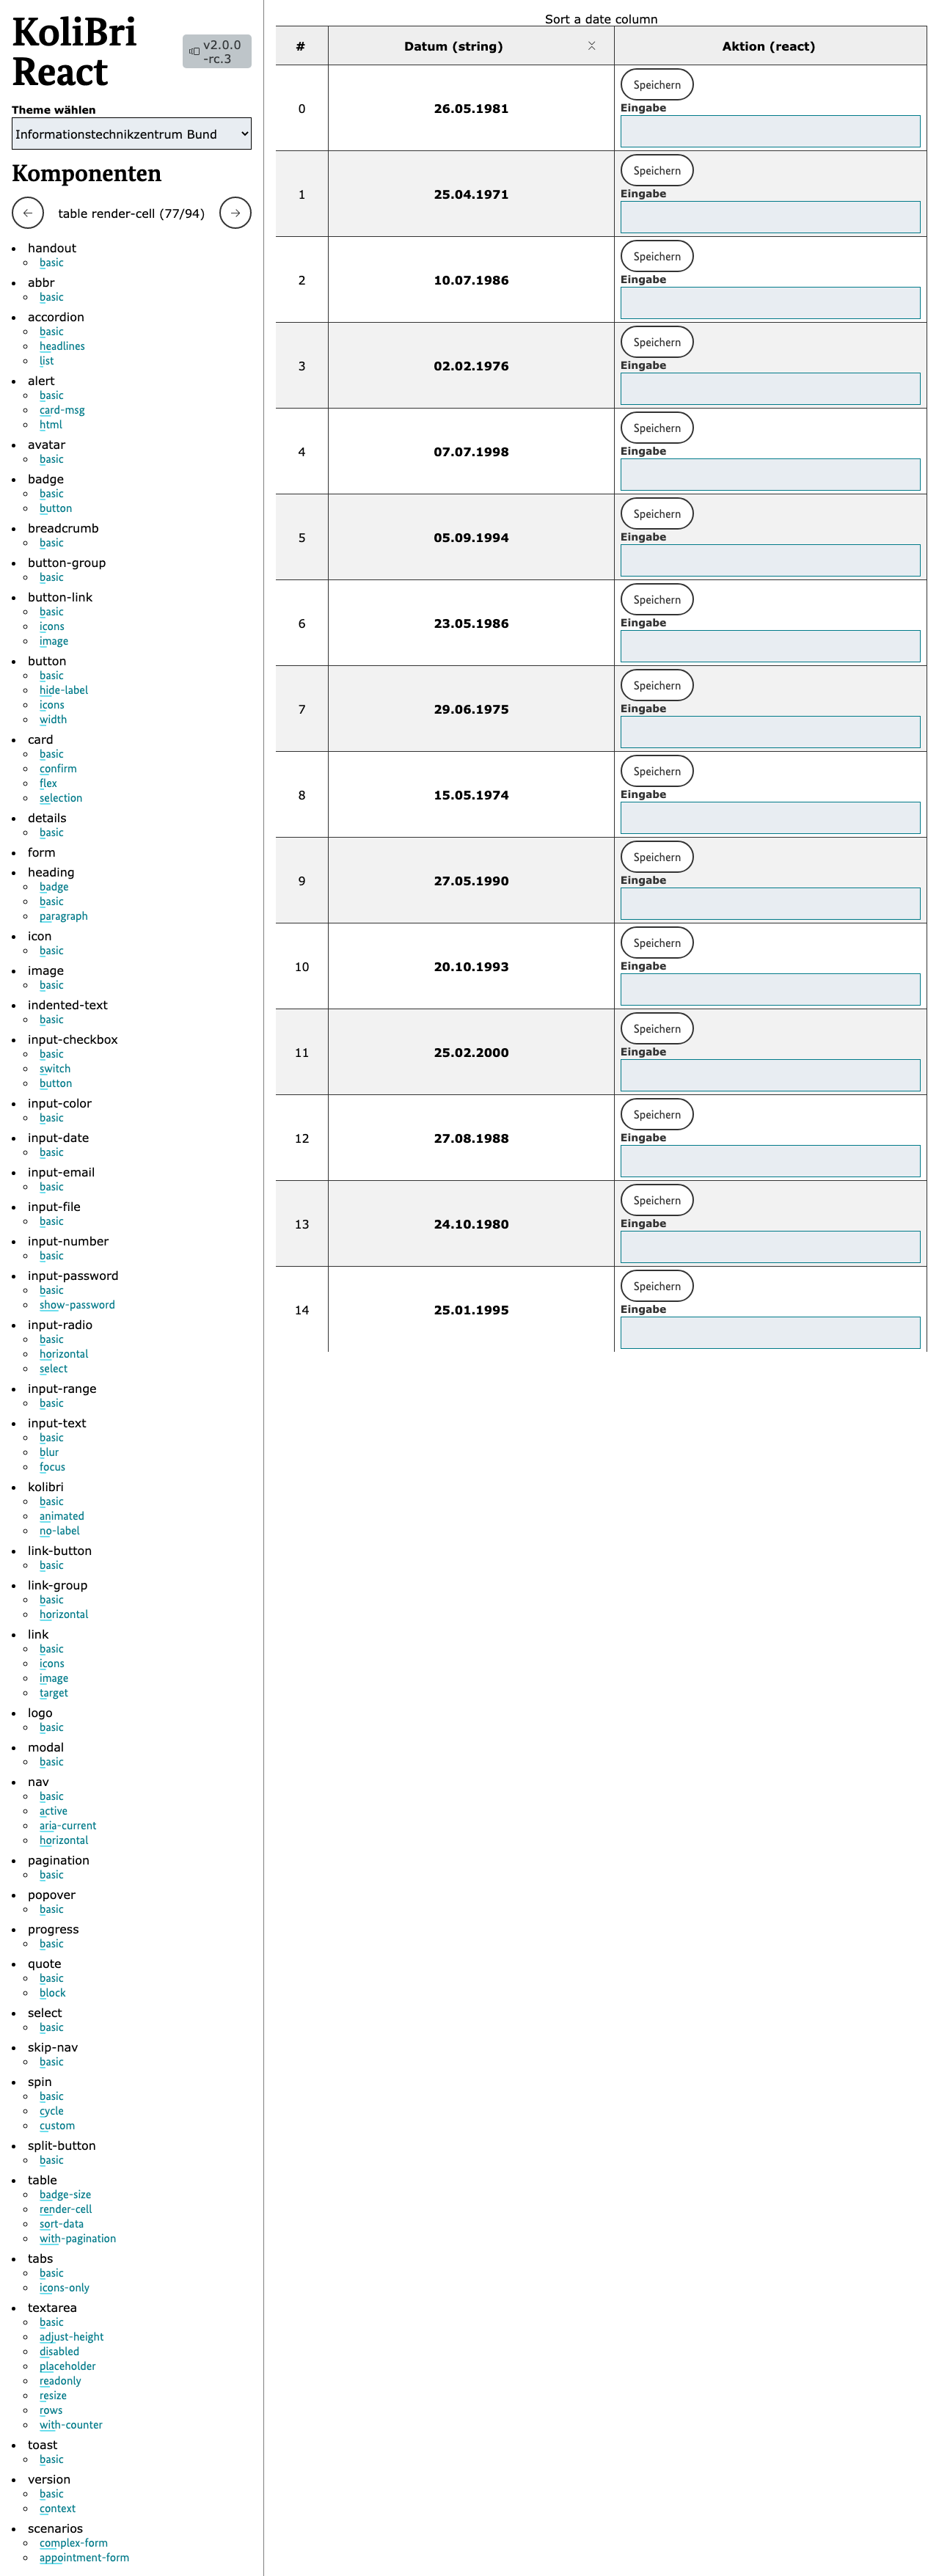 KoliBri
React
v2.0.0
-rc.3
Theme wählen
Informationstechnikzentrum Bund
Komponenten
table render-cell (77/94)
handout
basic
abbr
basic
accordion
basic
headlines
list
alert
basic
card-msg
html
avatar
basic
badge
basic
button
breadcrumb
basic
button-group
basic
button-link
basic
icons
image
button
basic
hide-label
icons
width
card
basic
confirm
flex
selection
details
basic
form
heading
badge
basic
paragraph
icon
basic
image
basic
indented-text
basic
input-checkbox
basic
switch
button
input-color
basic
input-date
basic
input-email
basic
input-file
basic
input-number
basic
input-password
basic
show-password
input-radio
basic
horizontal
select
input-range
basic
input-text
basic
blur
focus
kolibri
basic
animated
no-label
link-button
basic
link-group
basic
horizontal
link
basic
icons
image
target
logo
basic
modal
basic
nav
basic
active
aria-current
horizontal
pagination
basic
popover
basic
progress
basic
quote
basic
block
select
basic
skip-nav
basic
spin
basic
cycle
custom
split-button
basic
table
badge-size
render-cell
sort-data
with-pagination
tabs
basic
icons-only
textarea
basic
adjust-height
disabled
placeholder
readonly
resize
rows
with-counter
toast
basic
version
basic
context
scenarios
complex-form
appointment-form
Sort a date column
# Datum (string) Aktion (react)
Speichern
0 26.05.1981 Eingabe
Speichern
1 25.04.1971 Eingabe
Speichern
2 10.07.1986 Eingabe
Speichern
3 02.02.1976 Eingabe
Speichern
4 07.07.1998 Eingabe
Speichern
5 05.09.1994 Eingabe
Speichern
6 23.05.1986 Eingabe
Speichern
7 29.06.1975 Eingabe
Speichern
8 15.05.1974 Eingabe
Speichern
9 27.05.1990 Eingabe
Speichern
10 20.10.1993 Eingabe
Speichern
11 25.02.2000 Eingabe
Speichern
12 27.08.1988 Eingabe
Speichern
13 24.10.1980 Eingabe
Speichern
14 25.01.1995 Eingabe